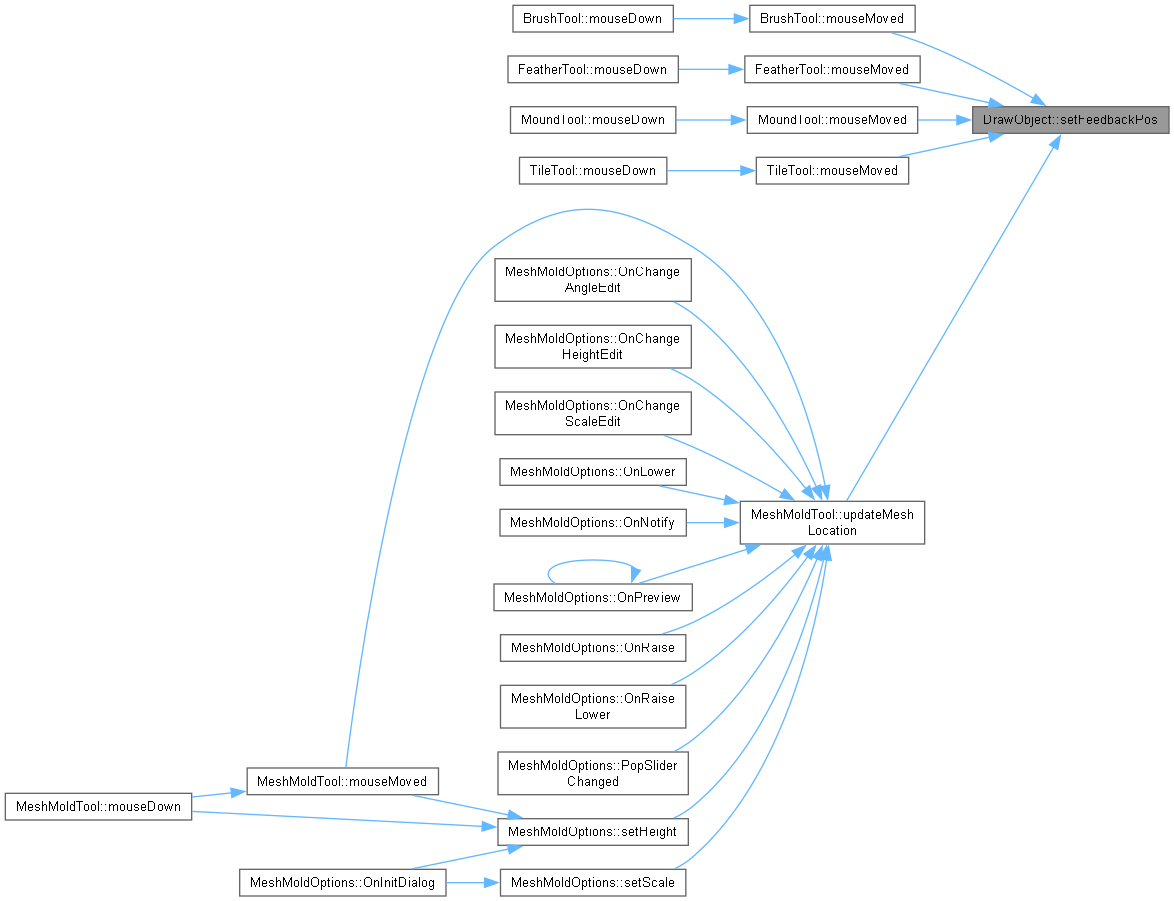 BrushTool::mouseDown
BrushTool::mouseMoved
FeatherTool::mouseDown
FeatherTool::mouseMoved
DrawObject::setFeedbackPos
MoundTool::mouseDown
MoundTool::mouseMoved
TileTool::mouseDown
TileTool::mouseMoved
MeshMoldOptions::OnChange
AngleEdit
MeshMoldOptions::OnChange
HeightEdit
MeshMoldOptions::OnChange
ScaleEdit
MeshMoldOptions::OnLower
MeshMoldTool::updateMesh
Location
MeshMoldOptions::OnNotify
MeshMoldOptions::OnPreview
MeshMoldOptions::OnRaise
MeshMoldOptions::OnRaise
Lower
MeshMoldOptions::PopSlider
Changed
MeshMoldTool::mouseMoved
MeshMoldTool::mouseDown
MeshMoldOptions::setHeight
MeshMoldOptions::OnInitDialog
MeshMoldOptions::setScale